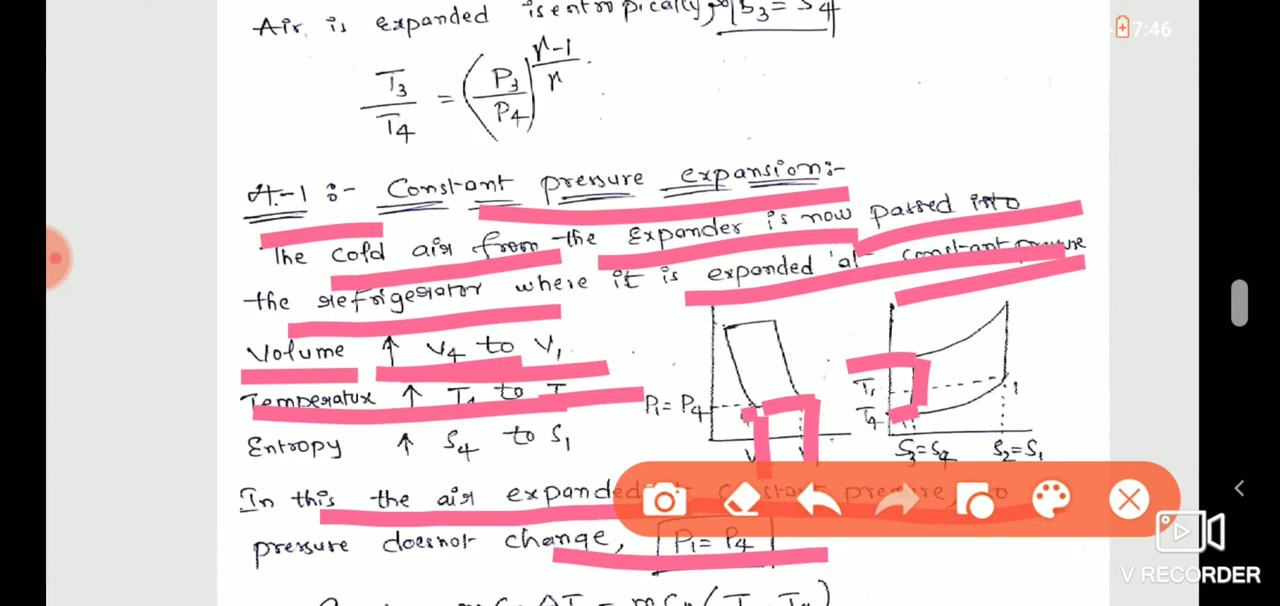 Air is expanded isentropically, S3 = S4
7:46
T3/T4 = (P3/P4)^(r-1)/r
4-1 :- Constant pressure expansion:-
The cold air from the Expander is now passed into
the refrigerator where it is expanded at constant pressure
Volume ↑ V4 to V1
Temperature ↑ T4 to T
Entropy ↑ S4 to S1
P1 = P4
T1
T4
1
S3=S4 S2=S1
In this the air expanded constant pressure, so
pressure doesnot change, P1 = P4
V RECORDER